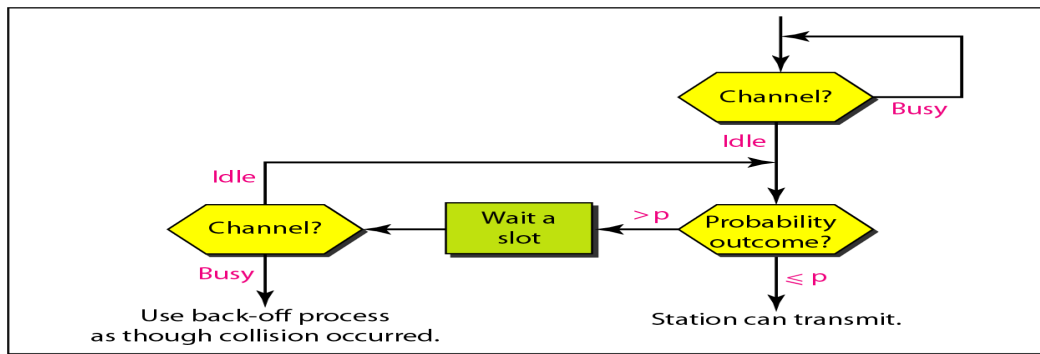 Channel?
Busy
Idle
Idle
Channel?
Wait a
slot
> p
Probability
outcome?
Busy
≤ p
Use back-off process
as though collision occurred.
Station can transmit.